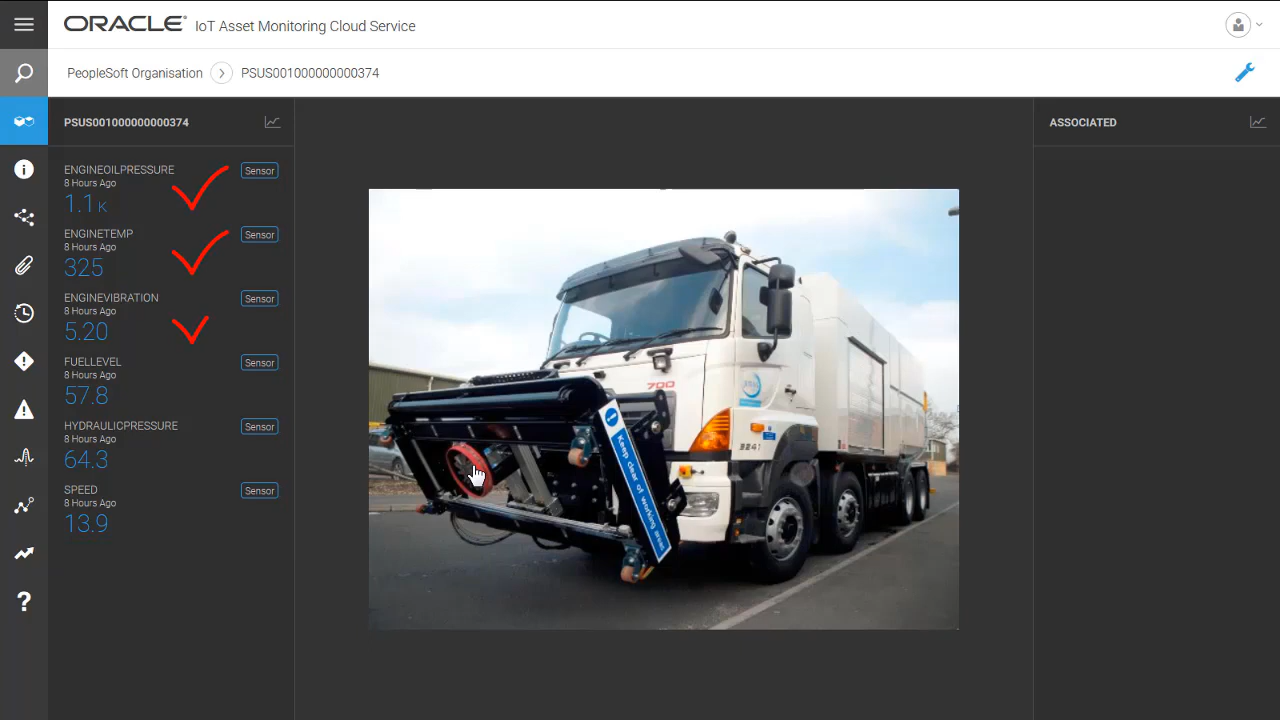 ORACLE® IoT Asset Monitoring Cloud Service
PeopleSoft Organisation PSUS001000000000374
PSUS001000000000374
ENGINEOILPRESSURE Sensor
8 Hours Ago
1.1 K
ENGINETEMP Sensor
8 Hours Ago
325
ENGINEVIBRATION Sensor
8 Hours Ago
5.20
FUELLEVEL Sensor
8 Hours Ago
57.8
HYDRAULICPRESSURE Sensor
8 Hours Ago
64.3
SPEED Sensor
8 Hours Ago
13.9
700
3241
Keep clear of working area
ASSOCIATED